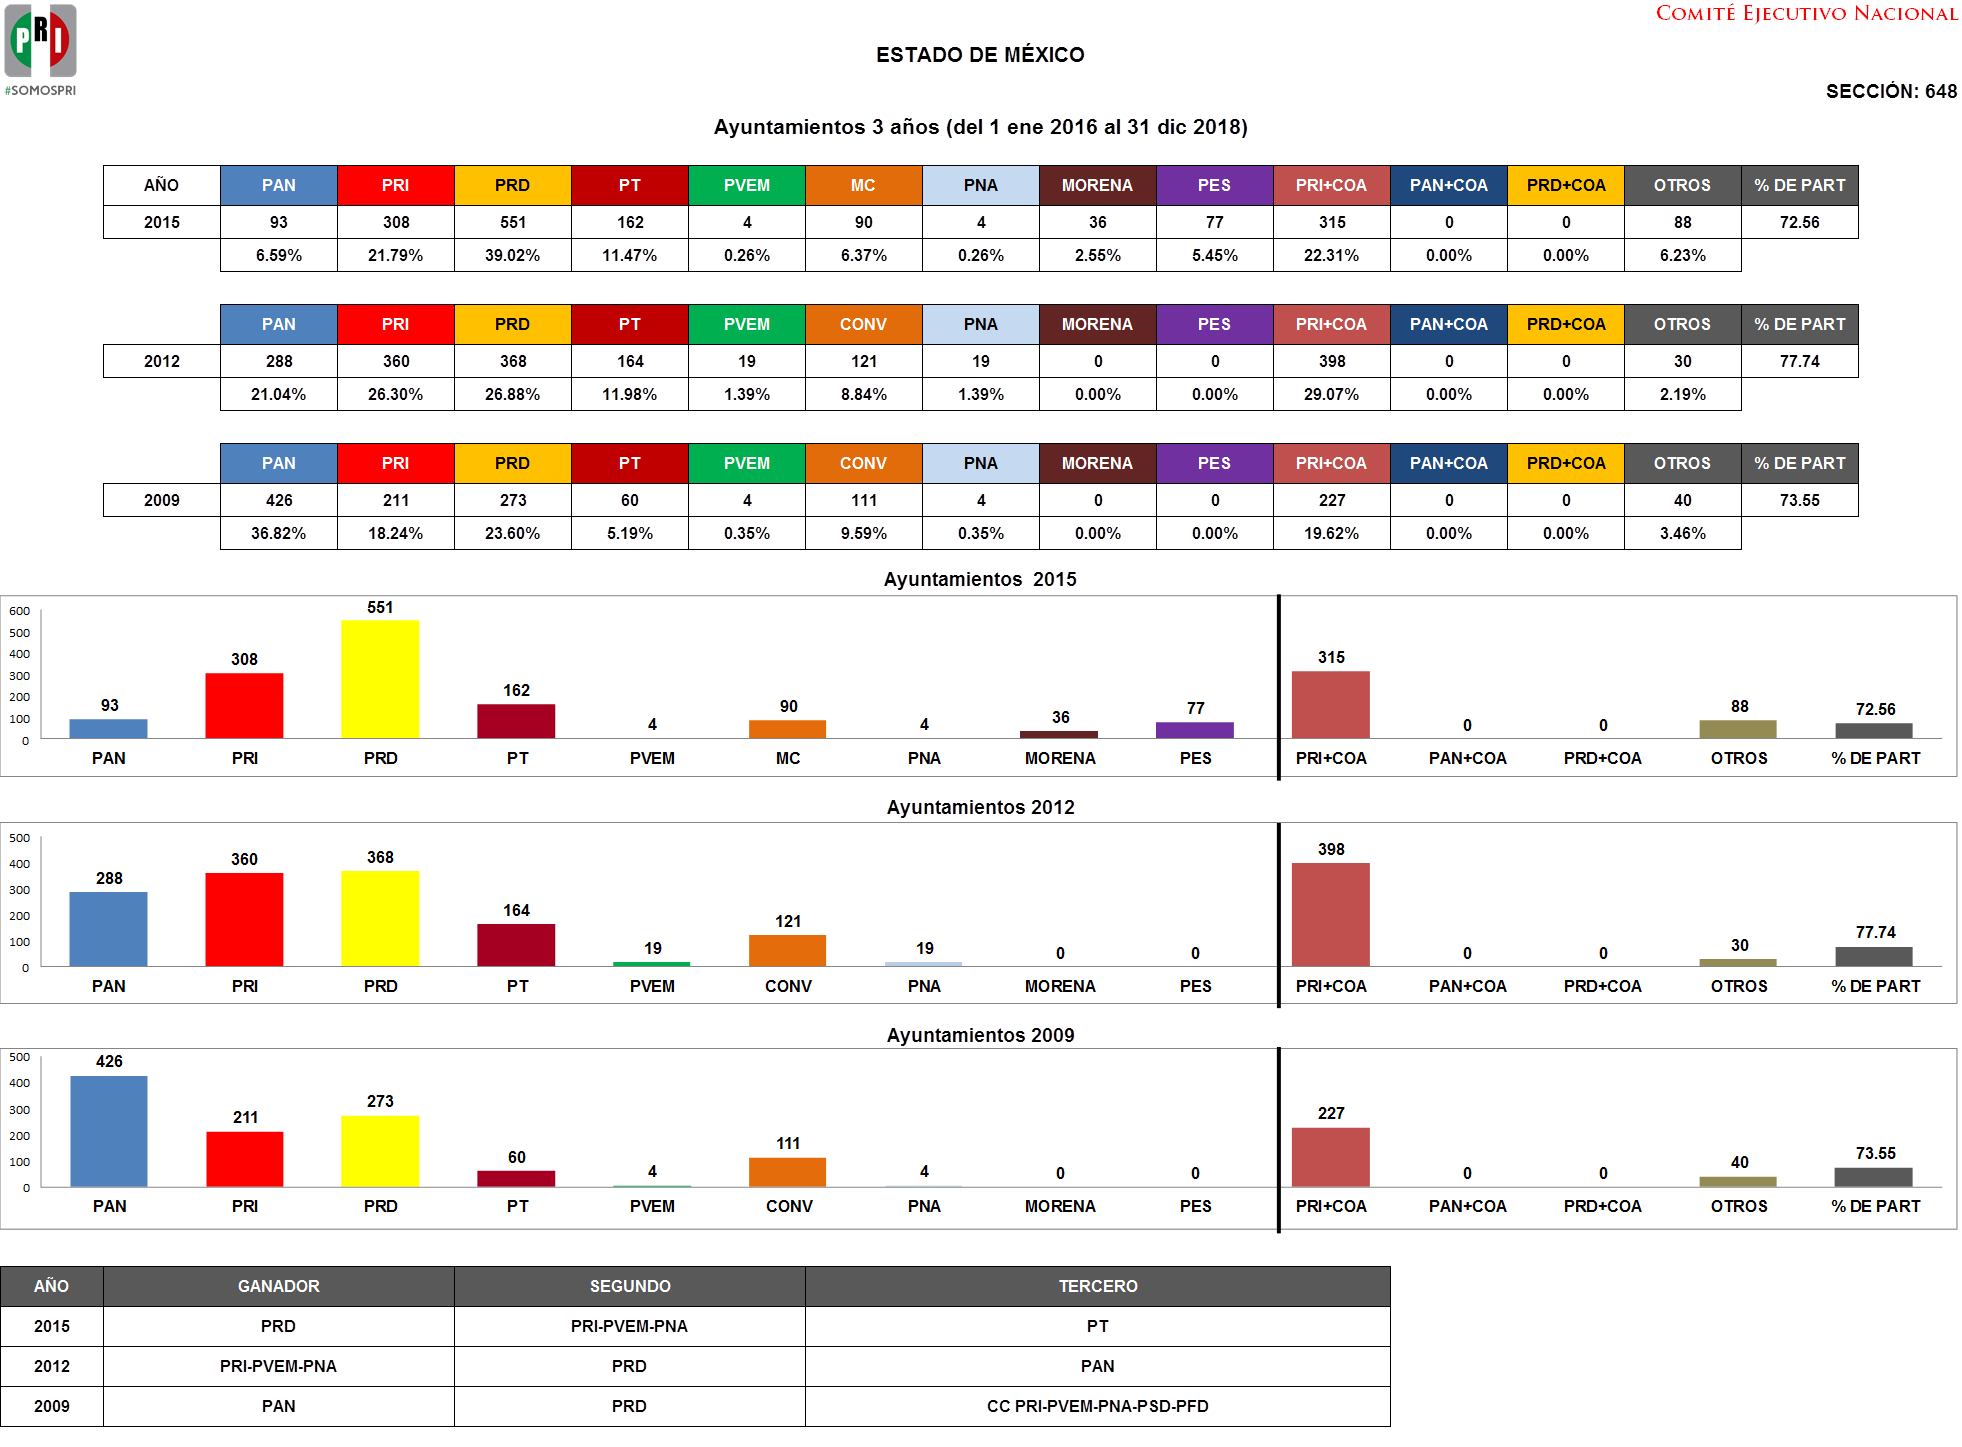 PRI
#SOMOSPRI
COMITÉ EJECUTIVO NACIONAL
ESTADO DE MÉXICO
SECCIÓN: 648
Ayuntamientos 3 años (del 1 ene 2016 al 31 dic 2018)
AÑO PAN PRI PRD PT PVEM MC PNA MORENA PES PRI+COA PAN+COA PRD+COA OTROS % DE PART
2015 93 308 551 162 4 90 4 36 77 315 0 0 88 72.56
6.59% 21.79% 39.02% 11.47% 0.26% 6.37% 0.26% 2.55% 5.45% 22.31% 0.00% 0.00% 6.23%
PAN PRI PRD PT PVEM CONV PNA MORENA PES PRI+COA PAN+COA PRD+COA OTROS % DE PART
2012 288 360 368 164 19 121 19 0 0 398 0 0 30 77.74
21.04% 26.30% 26.88% 11.98% 1.39% 8.84% 1.39% 0.00% 0.00% 29.07% 0.00% 0.00% 2.19%
PAN PRI PRD PT PVEM CONV PNA MORENA PES PRI+COA PAN+COA PRD+COA OTROS % DE PART
2009 426 211 273 60 4 111 4 0 0 227 0 0 40 73.55
36.82% 18.24% 23.60% 5.19% 0.35% 9.59% 0.35% 0.00% 0.00% 19.62% 0.00% 0.00% 3.46%
Ayuntamientos 2015
600
500
400
300
200
100
0
93 308 551 162 4 90 4 36 77 315 0 0 88 72.56
PAN PRI PRD PT PVEM MC PNA MORENA PES PRI+COA PAN+COA PRD+COA OTROS % DE PART
Ayuntamientos 2012
500
400
300
200
100
0
288 360 368 164 19 121 19 0 0 398 0 0 30 77.74
PAN PRI PRD PT PVEM CONV PNA MORENA PES PRI+COA PAN+COA PRD+COA OTROS % DE PART
Ayuntamientos 2009
500
400
300
200
100
0
426 211 273 60 4 111 4 0 0 227 0 0 40 73.55
PAN PRI PRD PT PVEM CONV PNA MORENA PES PRI+COA PAN+COA PRD+COA OTROS % DE PART
AÑO GANADOR SEGUNDO TERCERO
2015 PRD PRI-PVEM-PNA PT
2012 PRI-PVEM-PNA PRD PAN
2009 PAN PRD CC PRI-PVEM-PNA-PSD-PFD